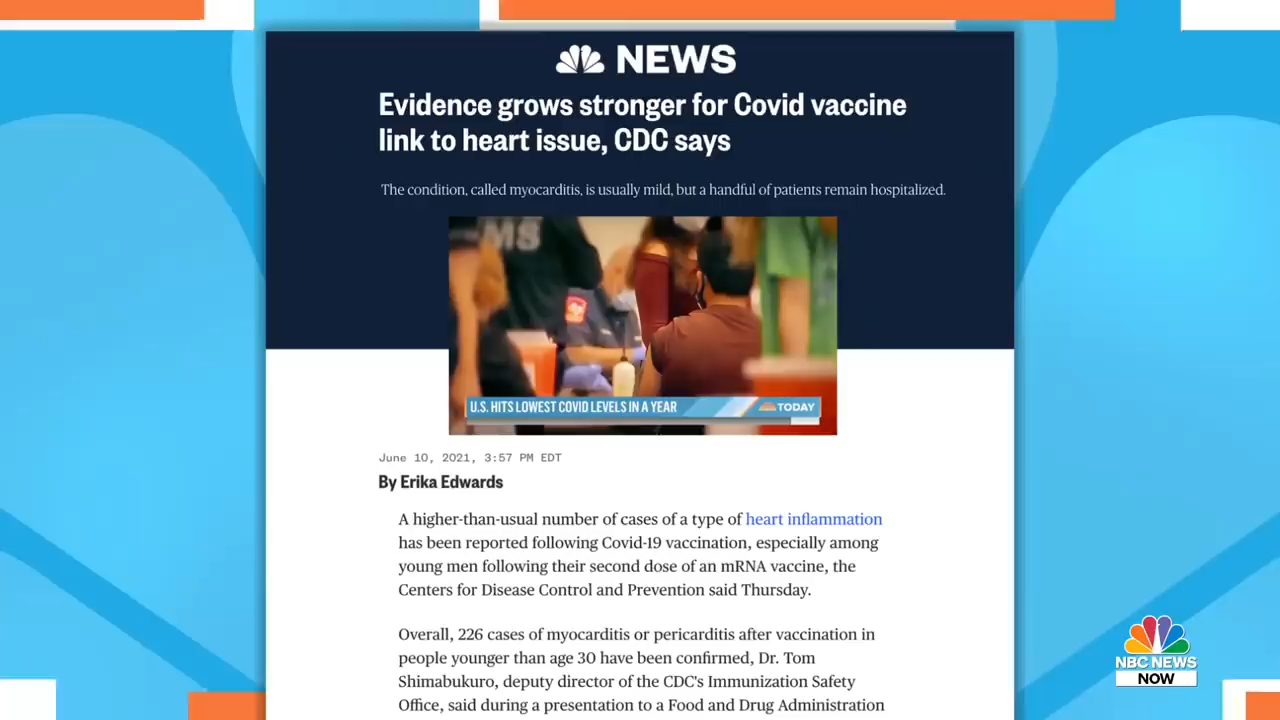 NEWS
Evidence grows stronger for Covid vaccine
link to heart issue, CDC says
The condition, called myocarditis, is usually mild, but a handful of patients remain hospitalized.
MS
U.S. HITS LOWEST COVID LEVELS IN A YEAR
TODAY
June 10, 2021, 3:57 PM EDT
By Erika Edwards
A higher-than-usual number of cases of a type of heart inflammation
has been reported following Covid-19 vaccination, especially among
young men following their second dose of an mRNA vaccine, the
Centers for Disease Control and Prevention said Thursday.
Overall, 226 cases of myocarditis or pericarditis after vaccination in
people younger than age 30 have been confirmed, Dr. Tom
Shimabukuro, deputy director of the CDC's Immunization Safety
Office, said during a presentation to a Food and Drug Administration
NBC NEWS
NOW